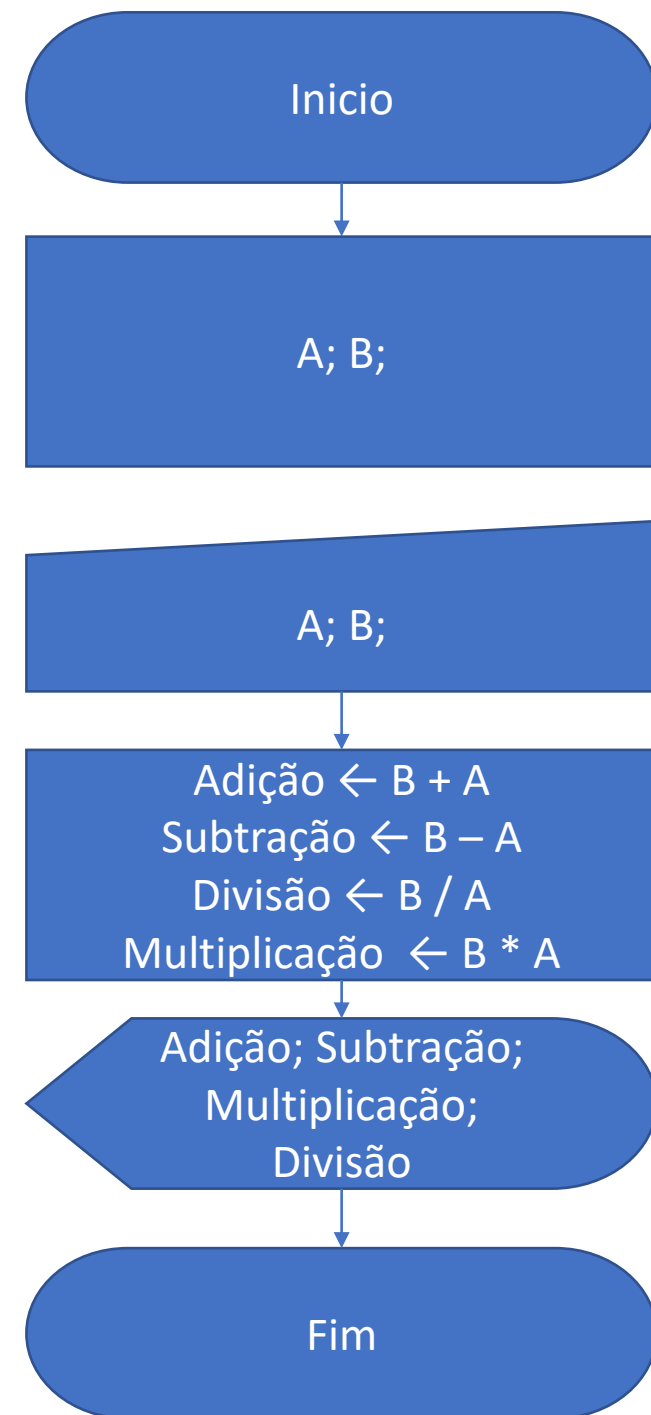 Inicio
A; B;
A; B;
Adição ← B + A
Subtração ← B – A
Divisão ← B / A
Multiplicação ← B * A
Adição; Subtração;
Multiplicação;
Divisão
Fim